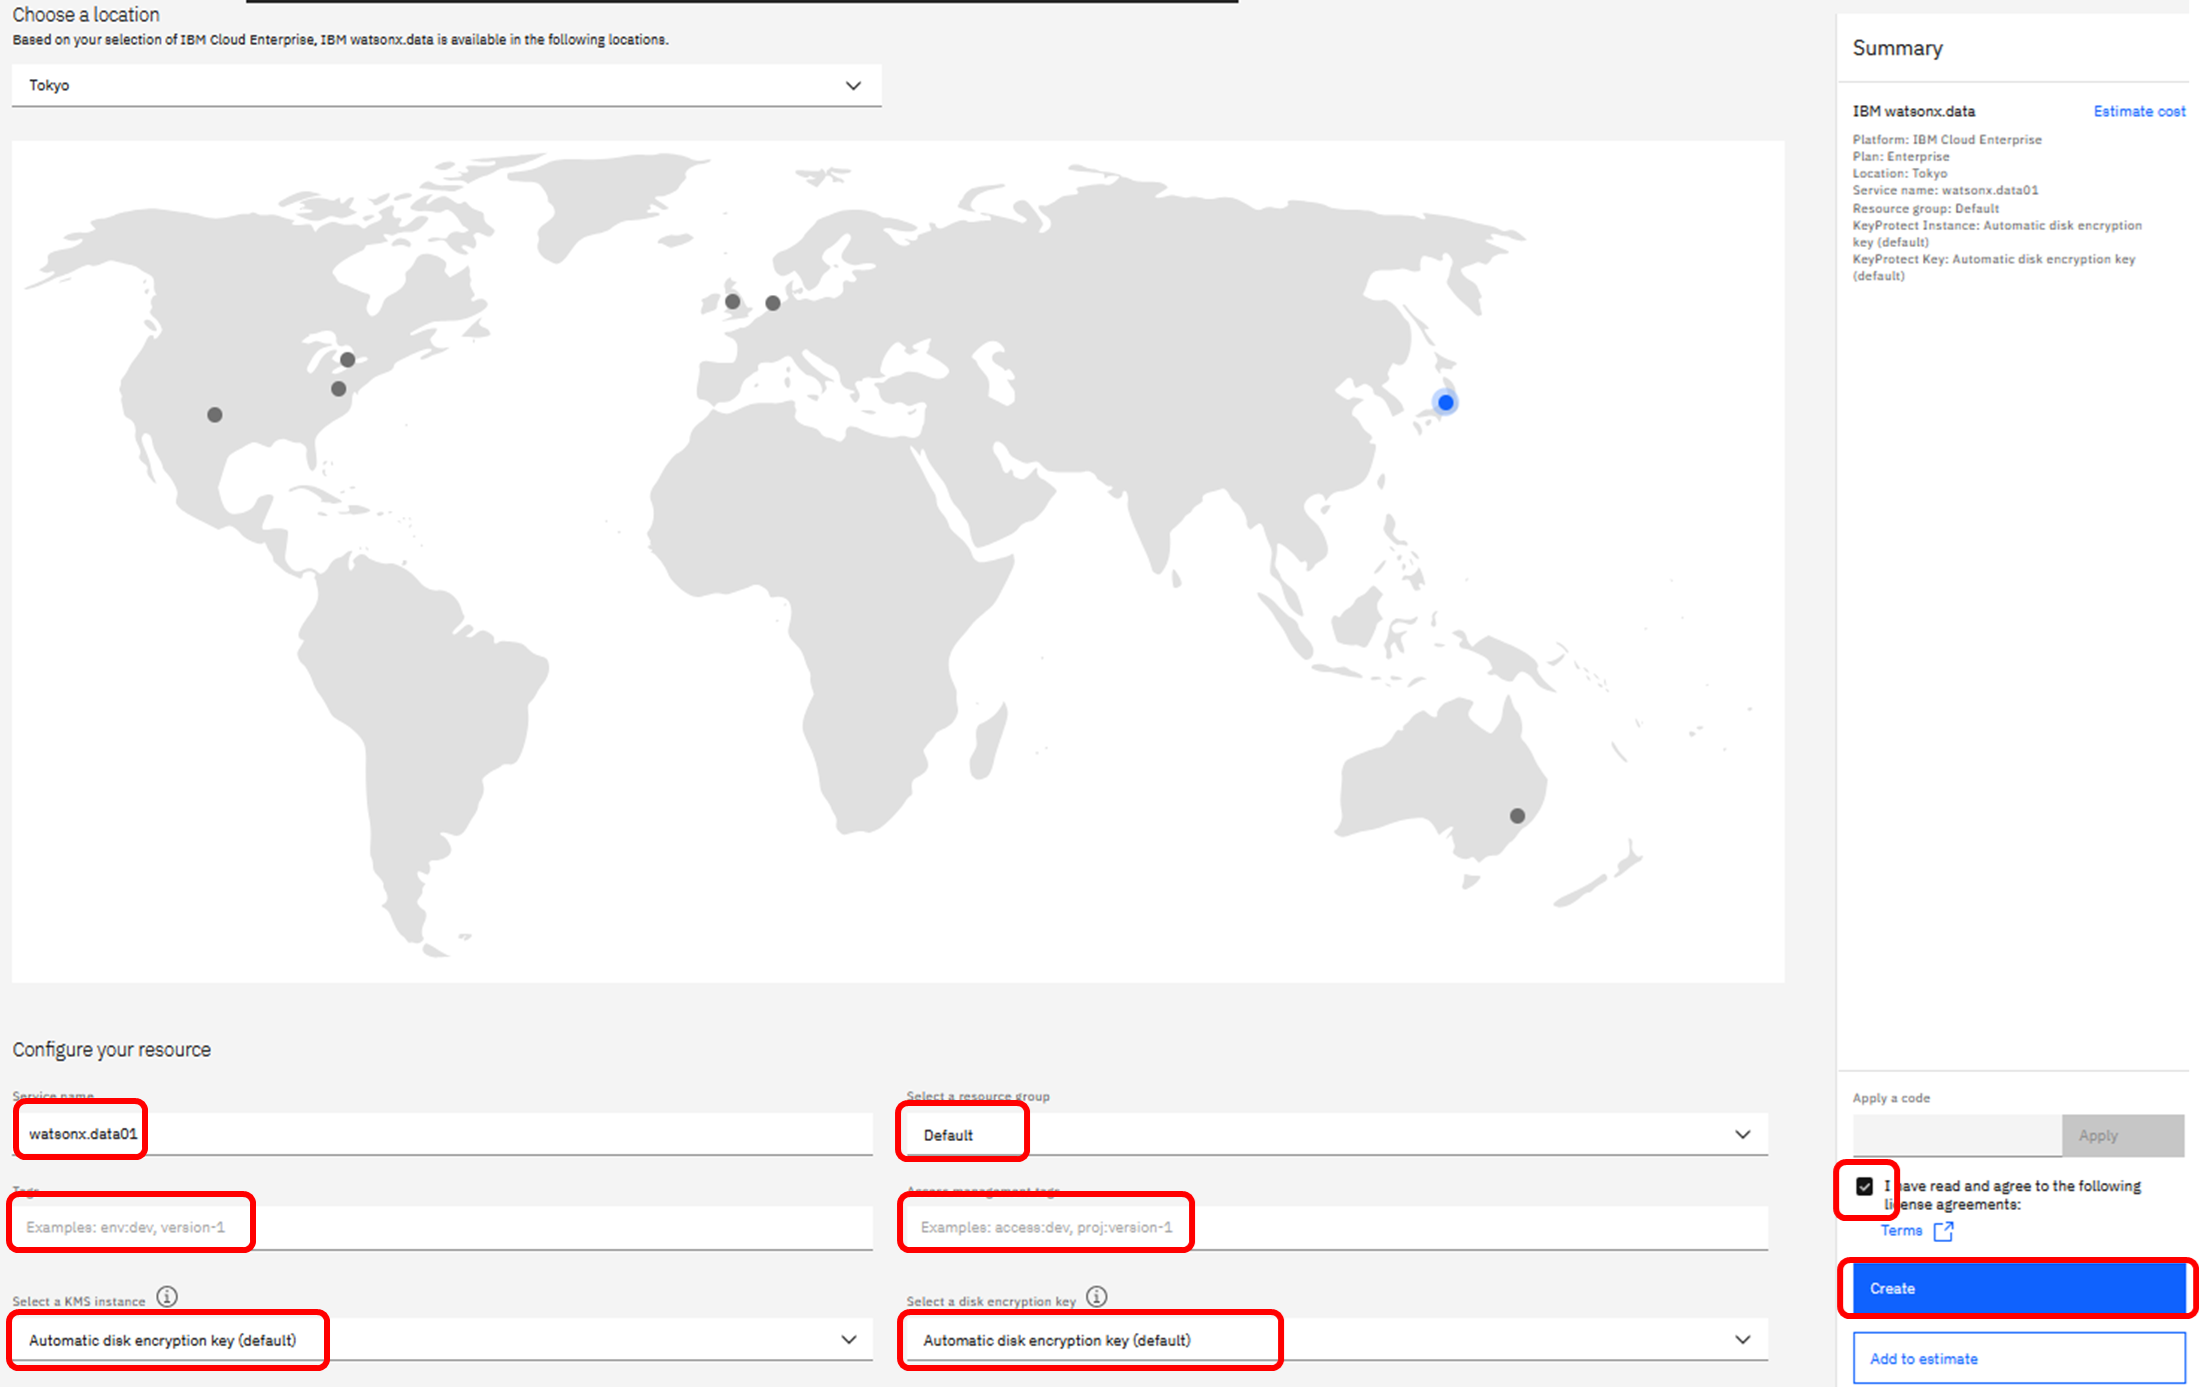 Choose a location
Based on your selection of IBM Cloud Enterprise, IBM watsonx.data is available in the following locations.
Tokyo
Configure your resource
Service name
watsonx.data01
Select a resource group
Default
Tags
Examples: env:dev, version-1
Access management tags
Examples: access:dev, proj:version-1
Select a KMS instance
Automatic disk encryption key (default)
Select a disk encryption key
Automatic disk encryption key (default)
Summary
IBM watsonx.data
Estimate cost
Platform: IBM Cloud Enterprise
Plan: Enterprise
Location: Tokyo
Service name: watsonx.data01
Resource group: Default
KeyProtect Instance: Automatic disk encryption
key (default)
KeyProtect Key: Automatic disk encryption key
(default)
Apply a code
Apply
I have read and agree to the following
license agreements:
Terms
Create
Add to estimate